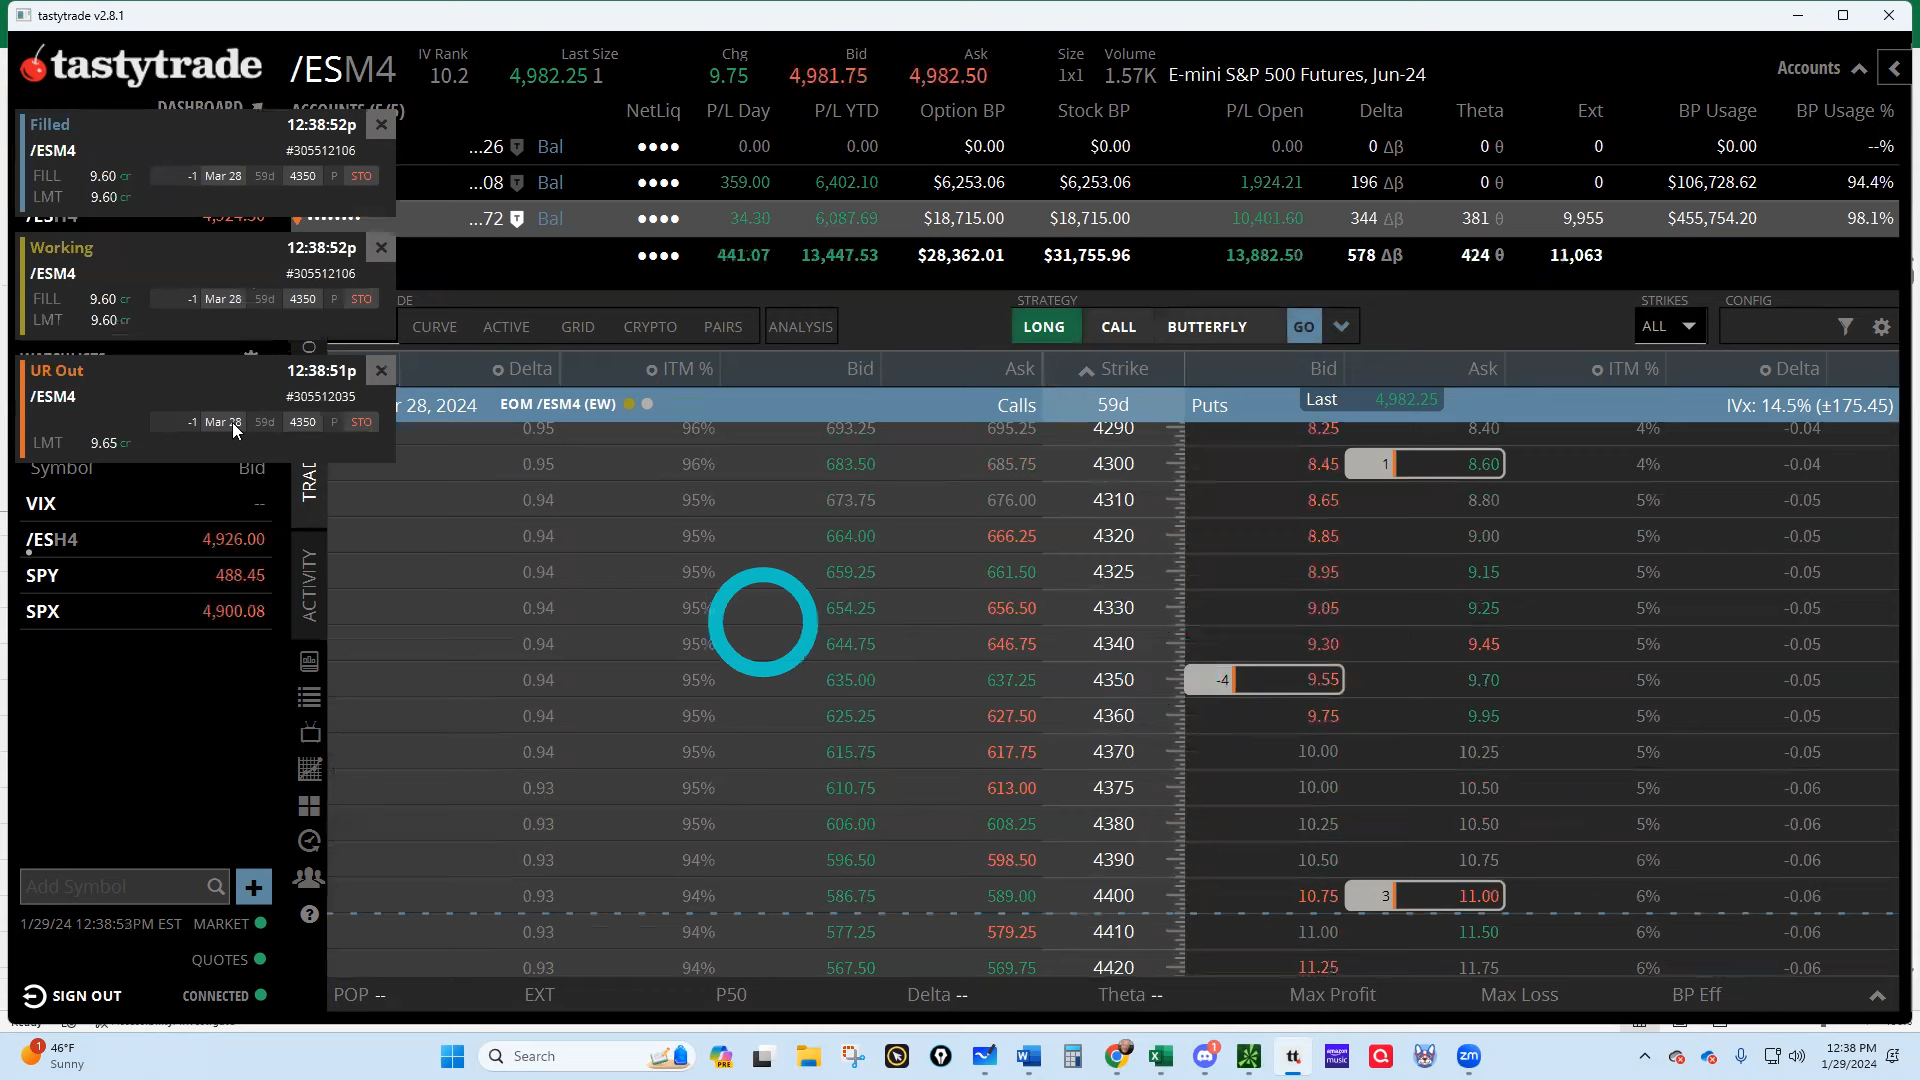 tastytrade v2.8.1
tastytrade
/ESM4
IV Rank
10.2
Last Size
4,982.25 1
Chg
9.75
Bid
4,981.75
Ask
4,982.50
Size
1x1
Volume
1.57K
E-mini S&P 500 Futures, Jun-24
Accounts
DASHBOARD
ACCOUNTS (5/5)
NetLiq P/L Day P/L YTD Option BP Stock BP P/L Open Delta Theta Ext BP Usage BP Usage %
...26 T Bal •••• 0.00 0.00 $0.00 $0.00 0.00 0 Δβ 0 θ 0 $0.00 --%
...08 T Bal •••• 359.00 6,402.10 $6,253.06 $6,253.06 1,924.21 196 Δβ 0 θ 0 $106,728.62 94.4%
...72 T Bal •••• 34.30 6,087.69 $18,715.00 $18,715.00 10,401.60 344 Δβ 381 θ 9,955 $455,754.20 98.1%
•••• 441.07 13,447.53 $28,362.01 $31,755.96 13,882.50 578 Δβ 424 θ 11,063
Filled 12:38:52p
/ESM4 #305512106
FILL 9.60 cr -1 Mar 28 59d 4350 P STO
LMT 9.60 cr
/ESH4 4,924.50
Working 12:38:52p
/ESM4 #305512106
FILL 9.60 cr -1 Mar 28 59d 4350 P STO
LMT 9.60 cr
WATCHLISTS
UR Out 12:38:51p
/ESM4 #305512035
-1 Mar 28 59d 4350 P STO
LMT 9.65 cr
Symbol Bid
VIX --
/ESH4 4,926.00
SPY 488.45
SPX 4,900.08
Add Symbol
1/29/24 12:38:53PM EST MARKET
QUOTES
SIGN OUT CONNECTED
TRAD
ACTIVITY
DE
CURVE ACTIVE GRID CRYPTO PAIRS ANALYSIS
STRATEGY
LONG CALL BUTTERFLY GO
STRIKES
ALL
CONFIG
Delta ITM % Bid Ask Strike Bid Ask ITM % Delta
r 28, 2024 EOM /ESM4 (EW) Calls 59d Puts Last 4,982.25 IVx: 14.5% (±175.45)
0.95 96% 693.25 695.25 4290 8.25 8.40 4% -0.04
0.95 96% 683.50 685.75 4300 8.45 1 8.60 4% -0.04
0.94 95% 673.75 676.00 4310 8.65 8.80 5% -0.05
0.94 95% 664.00 666.25 4320 8.85 9.00 5% -0.05
0.94 95% 659.25 661.50 4325 8.95 9.15 5% -0.05
0.94 95% 654.25 656.50 4330 9.05 9.25 5% -0.05
0.94 95% 644.75 646.75 4340 9.30 9.45 5% -0.05
0.94 95% 635.00 637.25 4350 -4 9.55 9.70 5% -0.05
0.94 95% 625.25 627.50 4360 9.75 9.95 5% -0.05
0.94 95% 615.75 617.75 4370 10.00 10.25 5% -0.05
0.94 95% 610.75 613.00 4375 10.00 10.50 5% -0.06
0.93 95% 606.00 608.25 4380 10.25 10.50 5% -0.06
0.93 94% 596.50 598.50 4390 10.50 10.75 6% -0.06
0.93 94% 586.75 589.00 4400 10.75 3 11.00 6% -0.06
0.93 94% 577.25 579.25 4410 11.00 11.50 6% -0.06
0.93 94% 567.50 569.75 4420 11.25 11.75 6% -0.06
POP -- EXT P50 Delta -- Theta -- Max Profit Max Loss BP Eff
1
46°F
Sunny
Search
PRE
1
tt
amazon music
zm
12:38 PM
1/29/2024